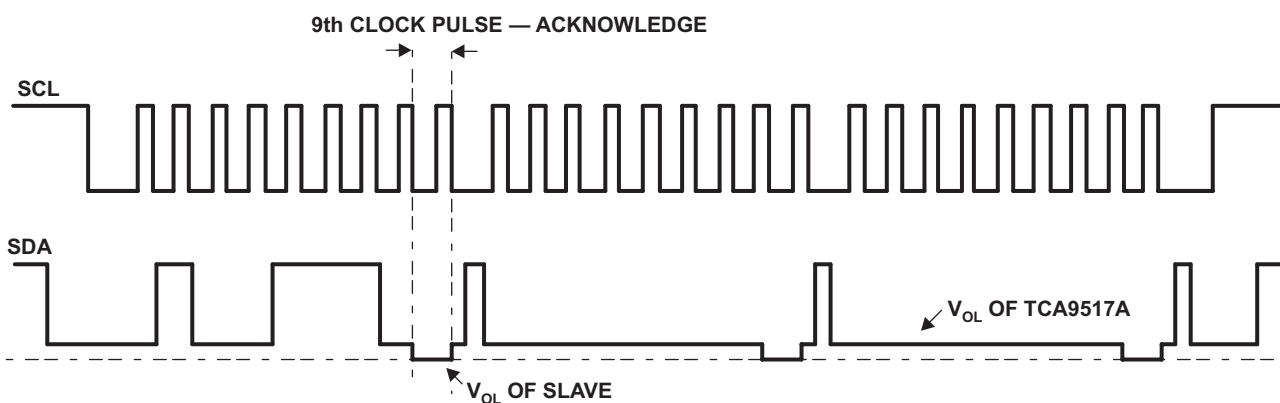 9th CLOCK PULSE — ACKNOWLEDGE
SCL
SDA
VOL OF TCA9517A
VOL OF SLAVE